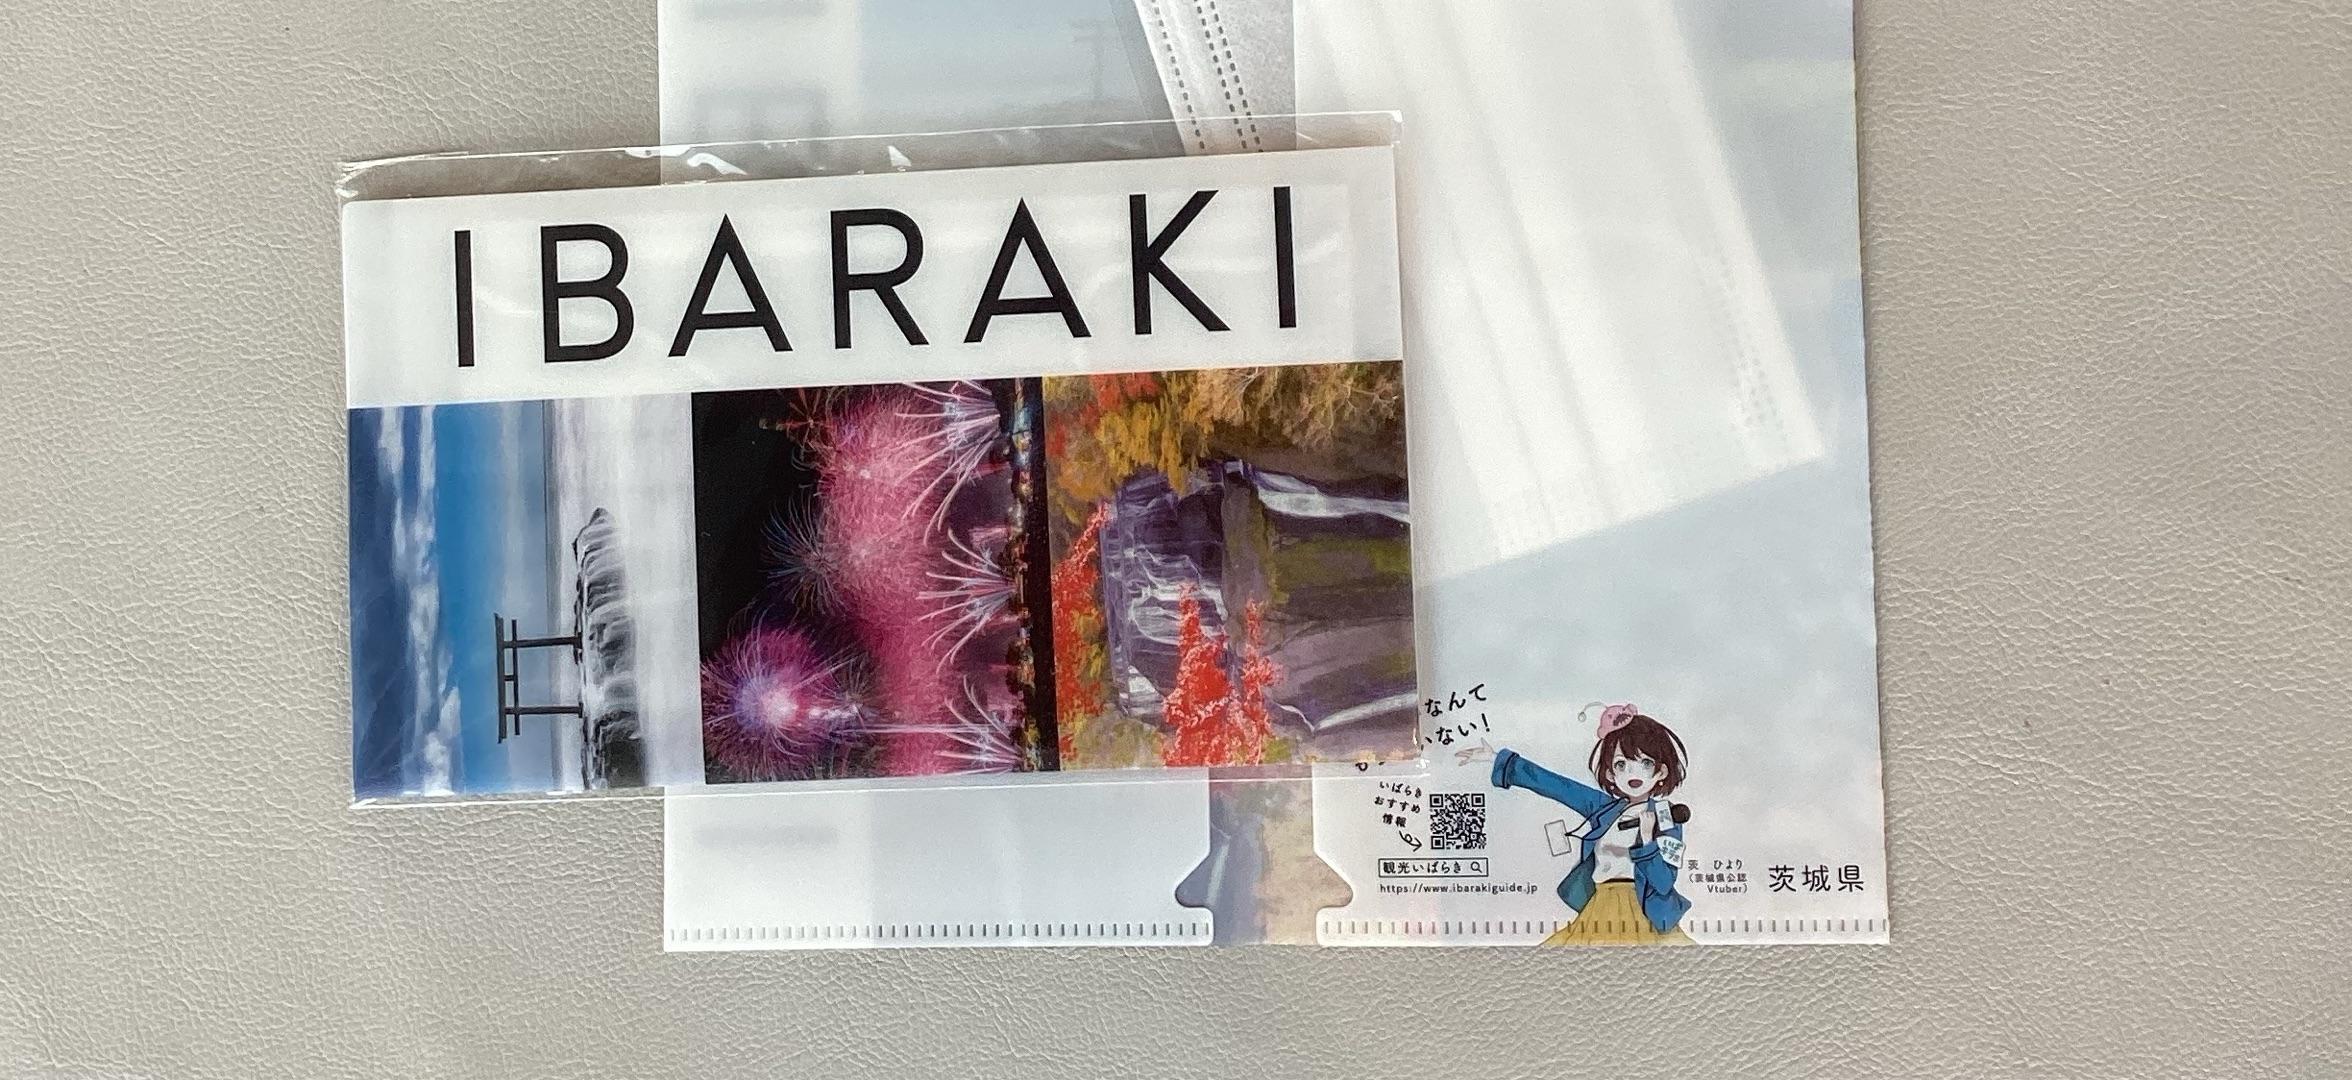 IBARAKI
なんて
ない!
いばらき
おすすめ
情報
観光いばらき
https://www.ibarakiguide.jp
茨 ひより
(茨城県公認
Vtuber)
茨城県